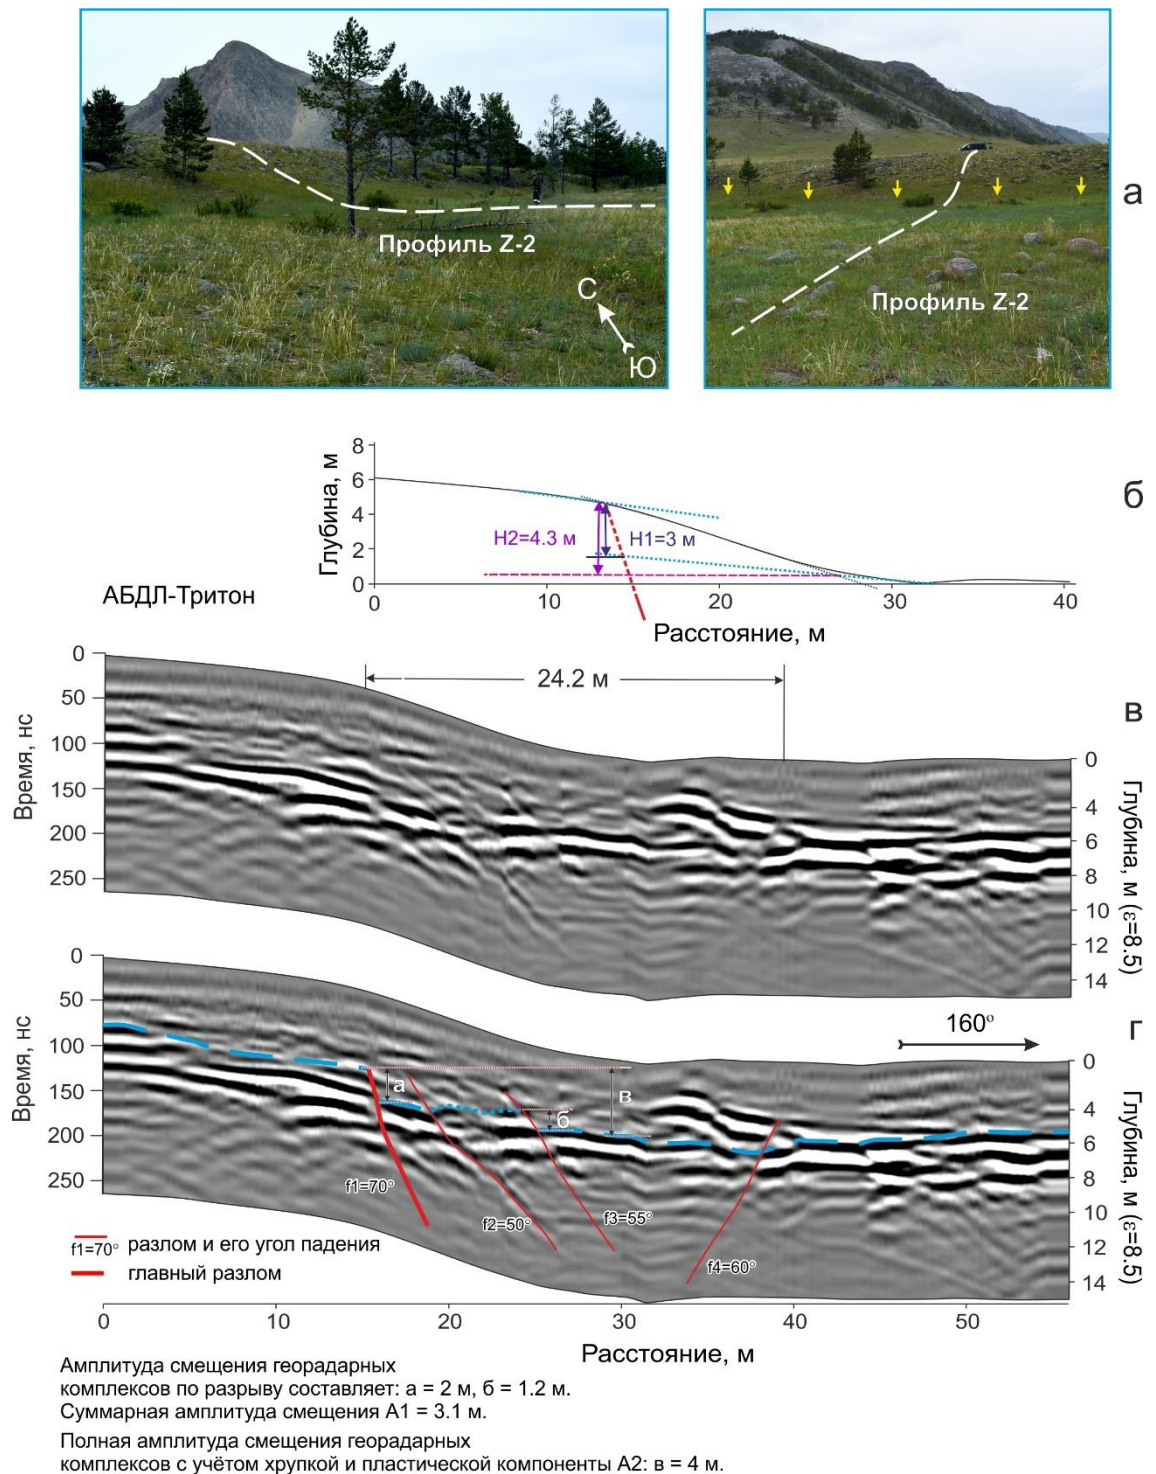 Профиль Z-2
С
Ю
Профиль Z-2
а
б
8
6
4
2
0
Глубина, м
H2=4.3 м
H1=3 м
0
10
20
30
40
Расстояние, м
АБДЛ-Тритон
24.2 м
в
0
50
100
150
200
250
Время, нс
0
4
6
8
10
12
14
Глубина, м (ε=8.5)
г
160°
0
50
100
150
200
250
Время, нс
а
б
в
f1=70°
f2=50°
f3=55°
f4=60°
0
4
6
8
10
12
14
Глубина, м (ε=8.5)
f1=70° разлом и его угол падения
главный разлом
0
10
20
30
40
50
Расстояние, м
Амплитуда смещения георадарных
комплексов по разрыву составляет: а = 2 м, б = 1.2 м.
Суммарная амплитуда смещения А1 = 3.1 м.
Полная амплитуда смещения георадарных
комплексов с учётом хрупкой и пластической компоненты А2: в = 4 м.